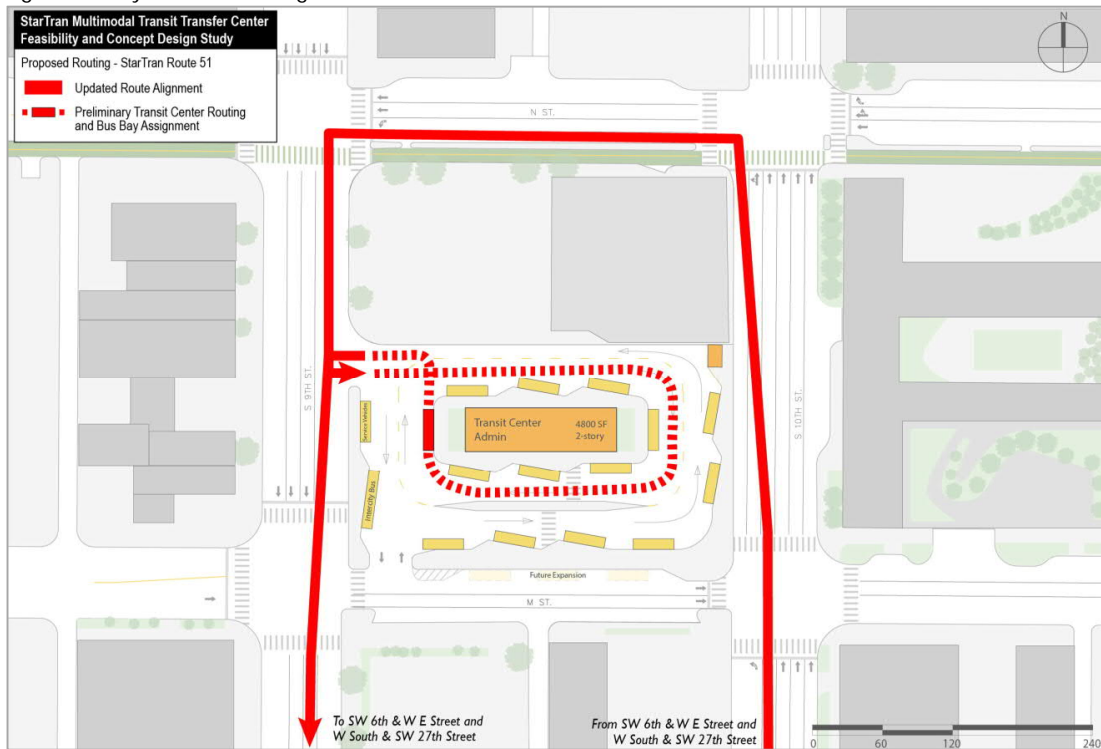 StarTran Multimodal Transit Transfer Center
Feasibility and Concept Design Study
Proposed Routing - StarTran Route 51
Updated Route Alignment
Preliminary Transit Center Routing
and Bus Bay Assignment
N
N ST.
S 9TH ST.
S 10TH ST.
Service Vehicles
Intercity Bus
Transit Center
Admin
4800 SF
2-story
Future Expansion
M ST.
To SW 6th & W E Street and
W South & SW 27th Street
From SW 6th & W E Street and
W South & SW 27th Street
0 60 120 240